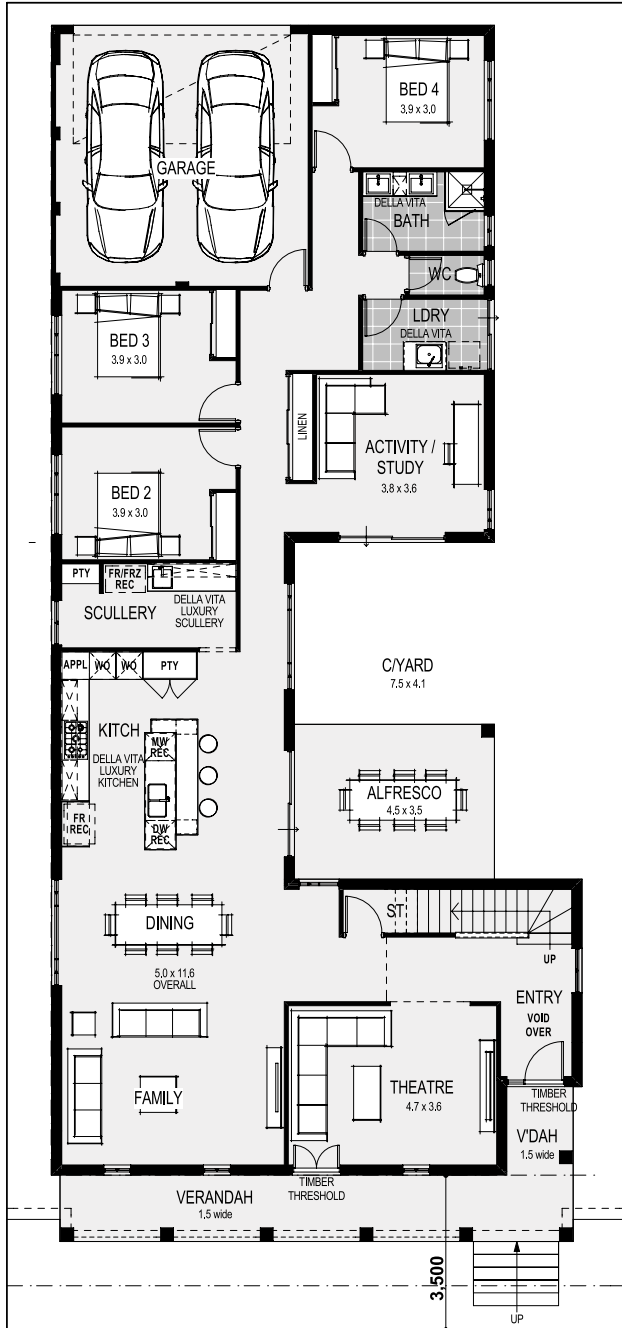 BED 4
3.9 x 3.0
GARAGE
DELLA VITA
BATH
WC
LDRY
DELLA VITA
BED 3
3.9 x 3.0
LINEN
ACTIVITY /
STUDY
3.8 x 3.6
BED 2
3.9 x 3.0
PTY
FR/FRZ
REC
SCULLERY
DELLA VITA
LUXURY
SCULLERY
APPL
WO
WO
PTY
C/YARD
7.5 x 4.1
KITCH
DELLA VITA
LUXURY
KITCHEN
MW
REC
FR
REC
DW
REC
ALFRESCO
4.5 x 3.5
DINING
5.0 x 11.6
OVERALL
ST
UP
ENTRY
VOID
OVER
FAMILY
THEATRE
4.7 x 3.6
TIMBER
THRESHOLD
V'DAH
1.5 wide
VERANDAH
1.5 wide
TIMBER
THRESHOLD
3,500
UP